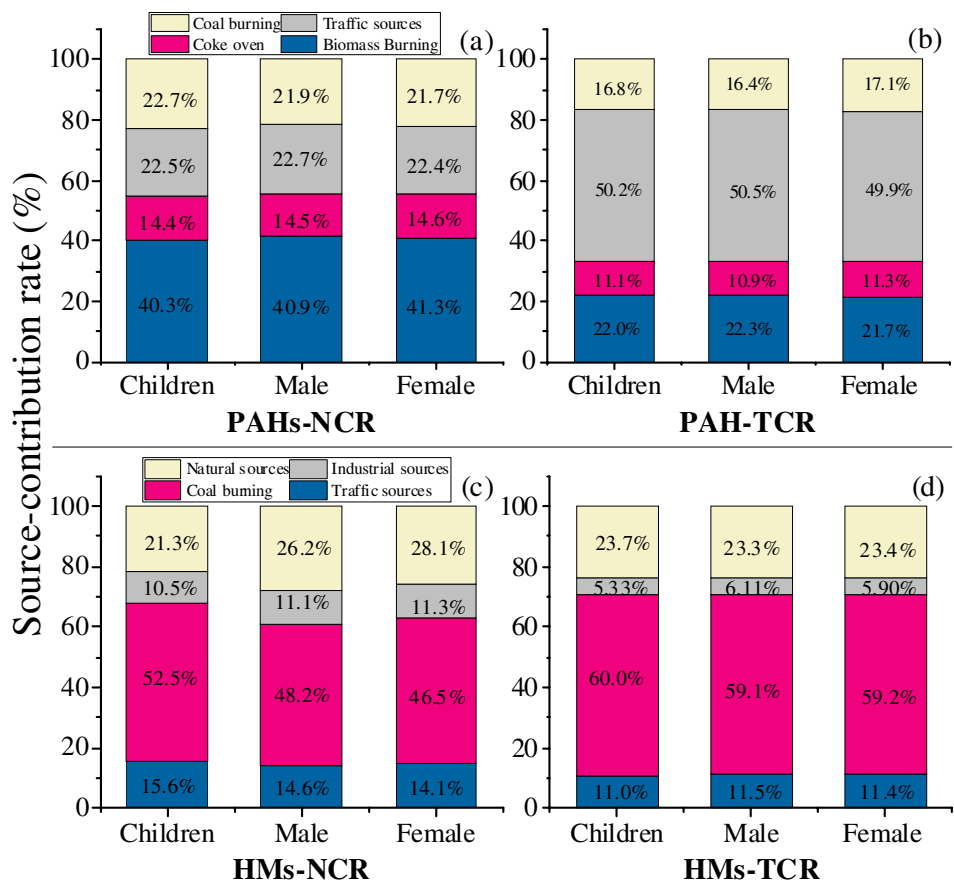 Source-contribution rate (%)
Coal burning Traffic sources
Coke oven Biomass Burning
(a)
100
80
60
40
20
0
22.7% 21.9% 21.7%
22.5% 22.7% 22.4%
14.4% 14.5% 14.6%
40.3% 40.9% 41.3%
Children Male Female
PAHs-NCR
(b)
100
80
60
40
20
0
16.8% 16.4% 17.1%
50.2% 50.5% 49.9%
11.1% 10.9% 11.3%
22.0% 22.3% 21.7%
Children Male Female
PAH-TCR
Natural sources Industrial sources
Coal burning Traffic sources
(c)
100
80
60
40
20
0
21.3% 26.2% 28.1%
10.5% 11.1% 11.3%
52.5% 48.2% 46.5%
15.6% 14.6% 14.1%
Children Male Female
HMs-NCR
(d)
100
80
60
40
20
0
23.7% 23.3% 23.4%
5.33% 6.11% 5.90%
60.0% 59.1% 59.2%
11.0% 11.5% 11.4%
Children Male Female
HMs-TCR